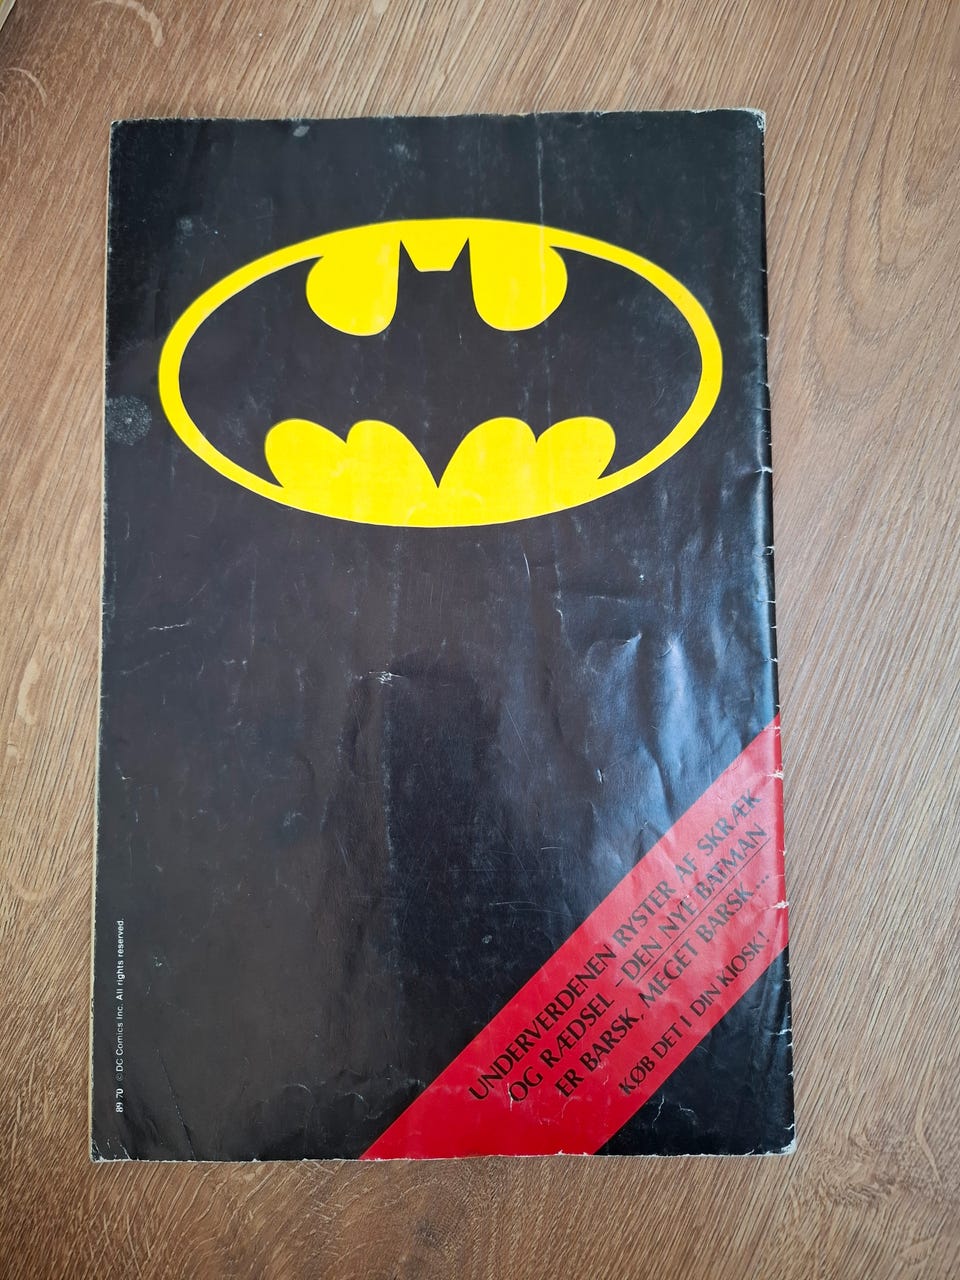 UNDERVERDENEN RYSTER AF SKRÆK
OG RÆDSEL - DEN NYE BATMAN
ER BARSK, MEGET BARSK....
KØB DET I DIN KIOSK!
89 70 © DC Comics Inc. All rights reserved.